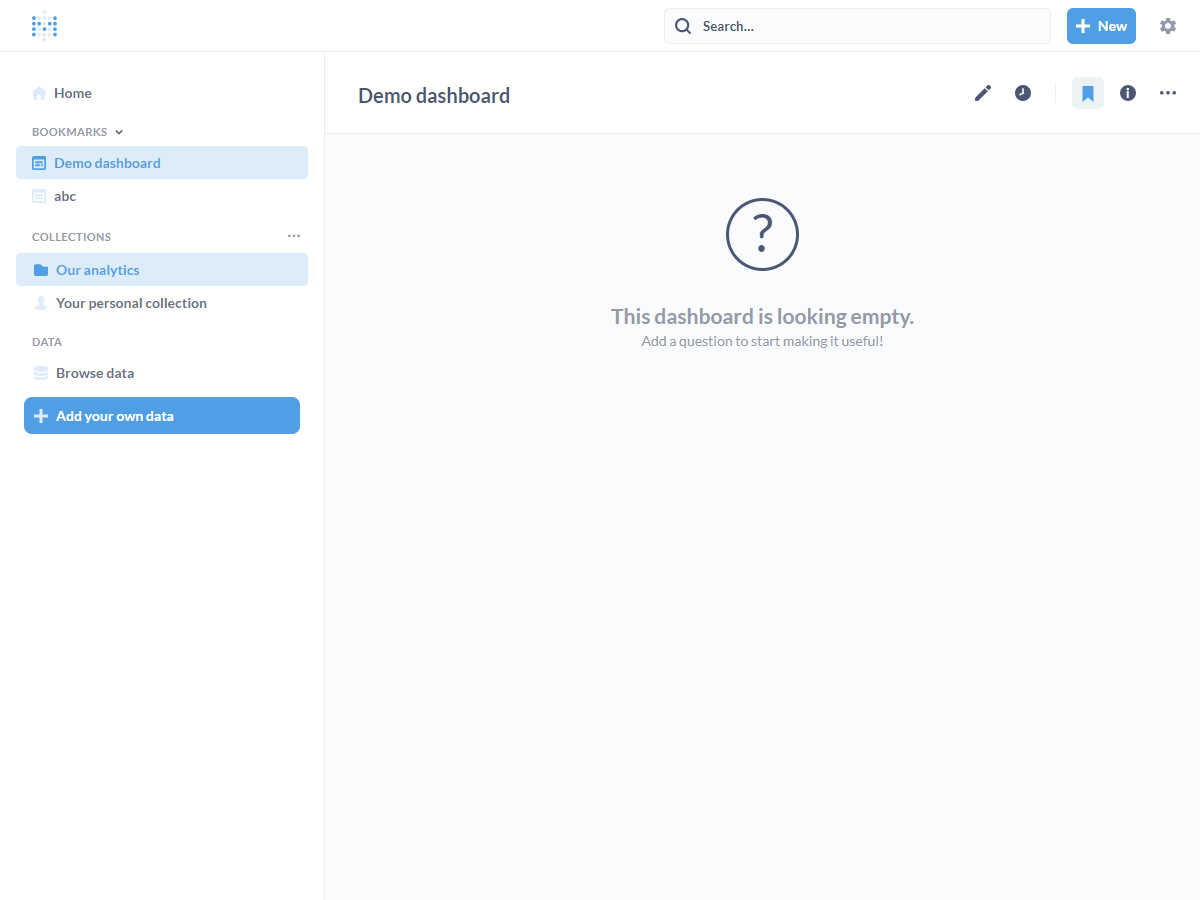 Search...
New
Home
BOOKMARKS
Demo dashboard
abc
COLLECTIONS
Our analytics
Your personal collection
DATA
Browse data
Add your own data
Demo dashboard
This dashboard is looking empty.
Add a question to start making it useful!